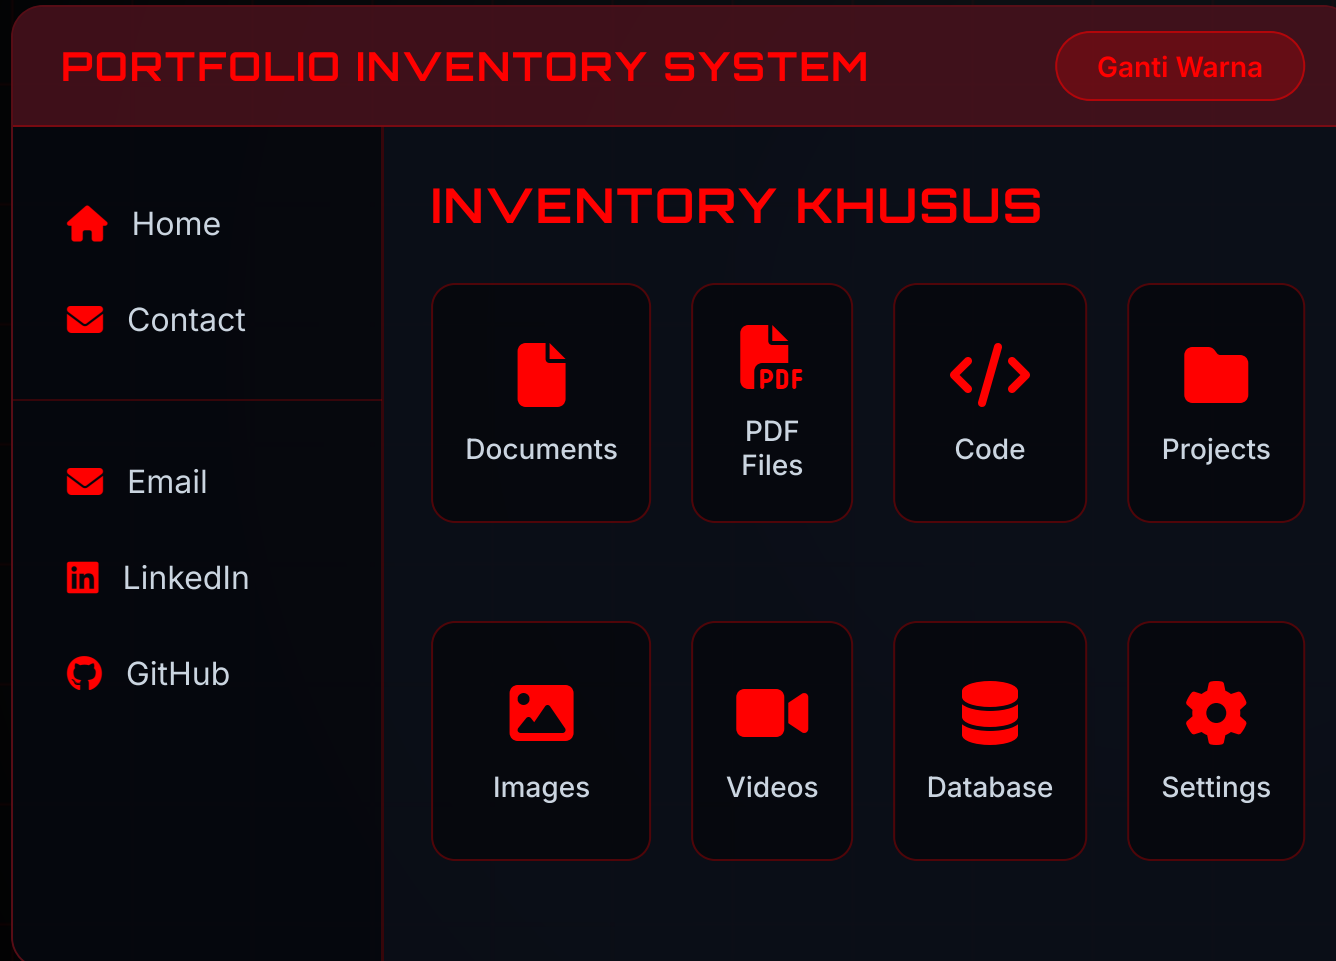 PORTFOLIO INVENTORY SYSTEM
Ganti Warna
Home
Contact
Email
LinkedIn
GitHub
INVENTORY KHUSUS
Documents
PDF
PDF
Files
Code
Projects
Images
Videos
Database
Settings